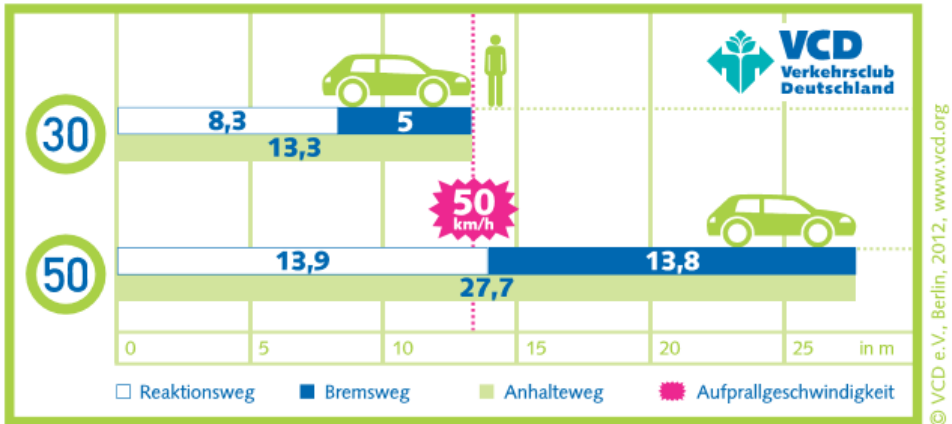 VCD
Verkehrsclub
Deutschland
30
8,3 5
13,3
50
km/h
50
13,9 13,8
27,7
0 5 10 15 20 25 in m
Reaktionsweg Bremsweg Anhalteweg Aufprallgeschwindigkeit
© VCD e.V., Berlin, 2012, www.vcd.org